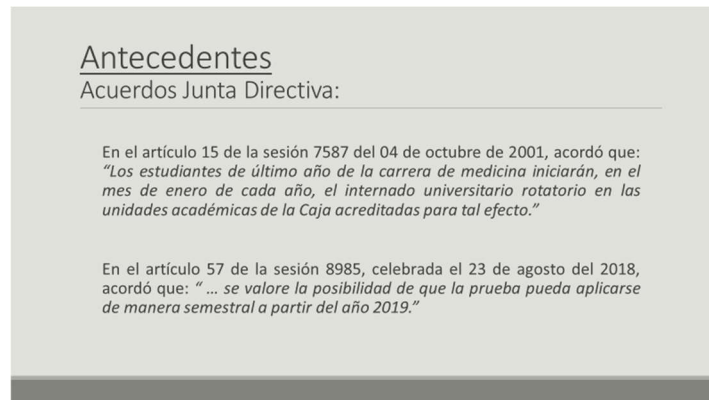 Antecedentes
Acuerdos Junta Directiva:
En el artículo 15 de la sesión 7587 del 04 de octubre de 2001, acordó que:
“Los estudiantes de último año de la carrera de medicina iniciarán, en el
mes de enero de cada año, el internado universitario rotatorio en las
unidades académicas de la Caja acreditadas para tal efecto.”
En el artículo 57 de la sesión 8985, celebrada el 23 de agosto del 2018,
acordó que: “ … se valore la posibilidad de que la prueba pueda aplicarse
de manera semestral a partir del año 2019.”